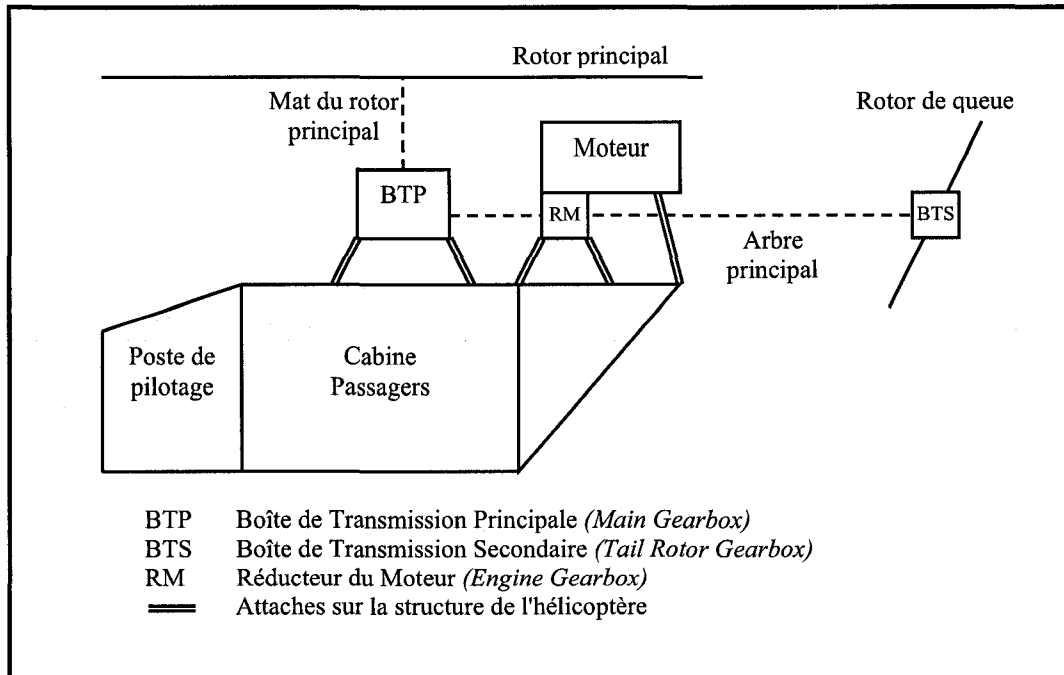 Rotor principal
Mat du rotor
principal
Rotor de queue
Moteur
BTP
RM
BTS
Arbre
principal
Poste de
pilotage
Cabine
Passagers
BTP Boîte de Transmission Principale (Main Gearbox)
BTS Boîte de Transmission Secondaire (Tail Rotor Gearbox)
RM Réducteur du Moteur (Engine Gearbox)
Attaches sur la structure de l'hélicoptère